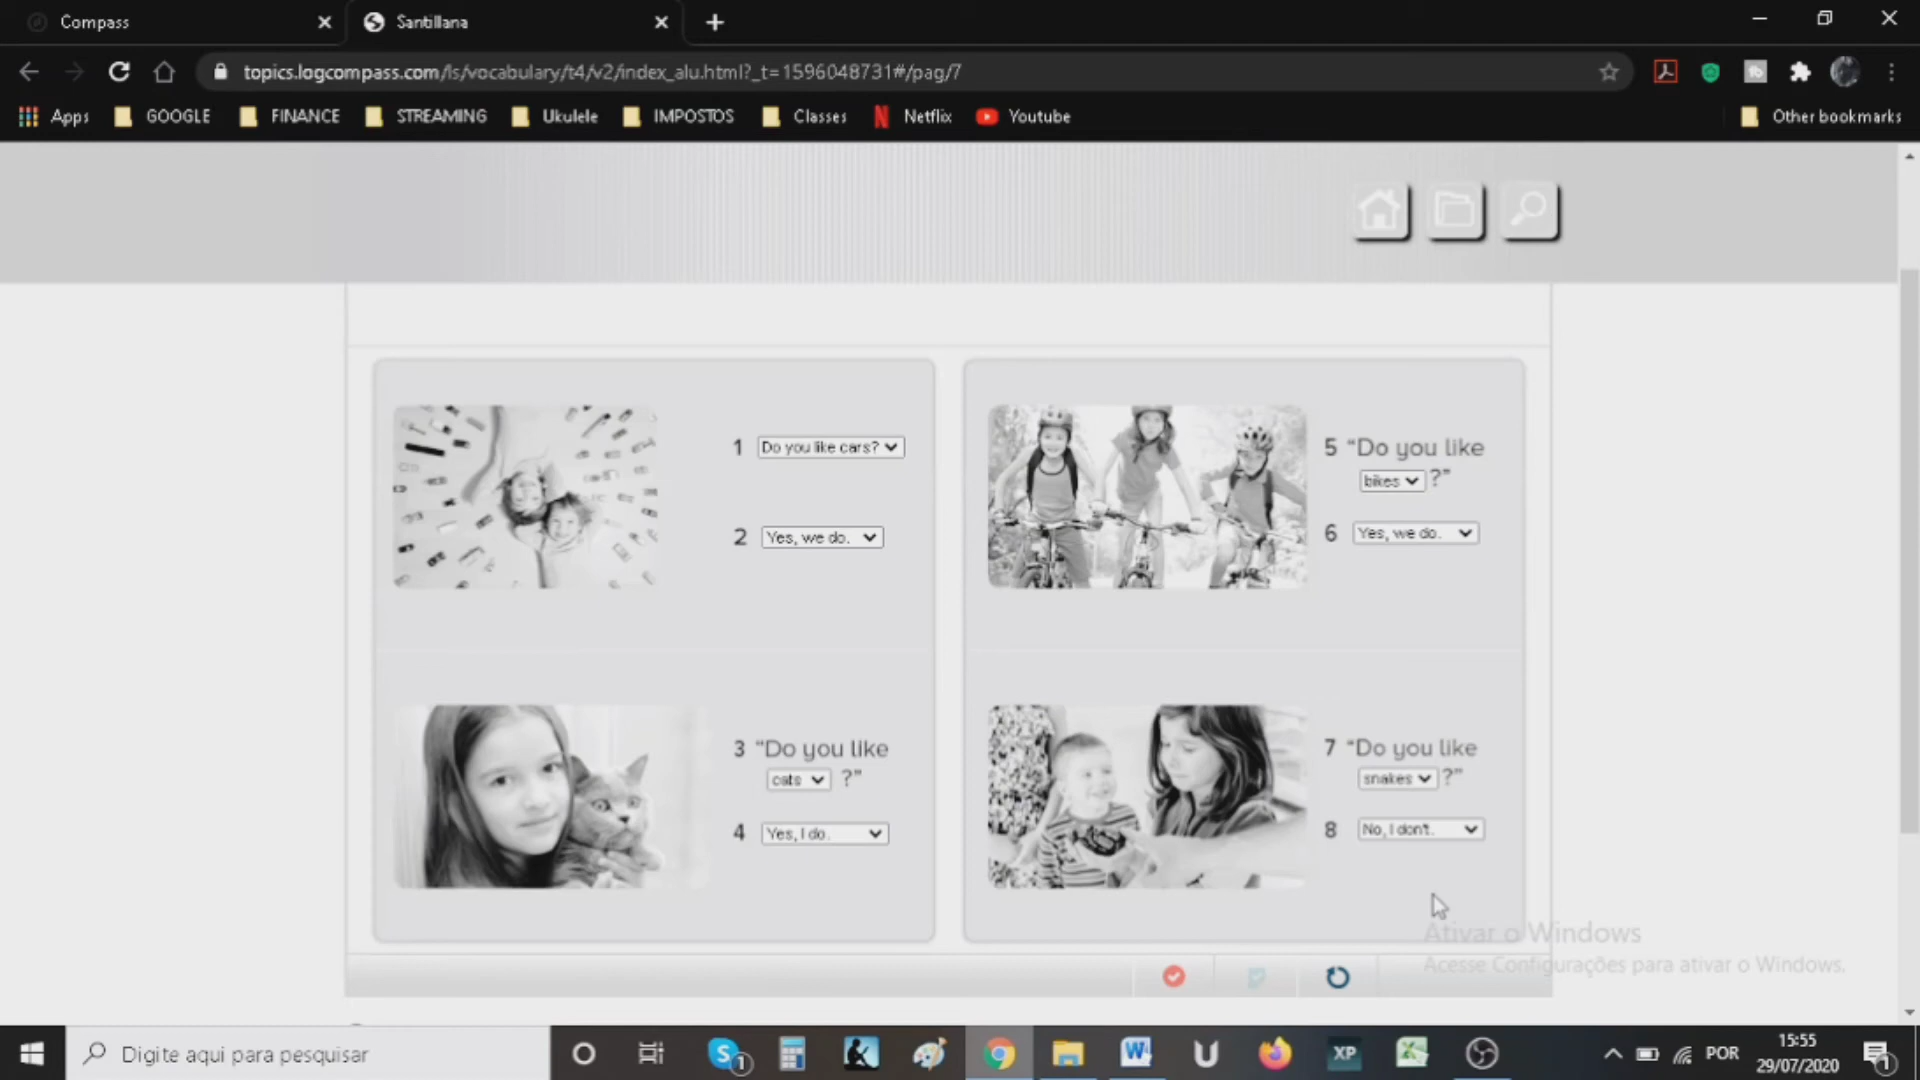 Compass
Santillana
topics.logcompass.com/ls/vocabulary/t4/v2/index_alu.html?_t=1596048731#/pag/7
Apps GOOGLE FINANCE STREAMING Ukulele IMPOSTOS Classes Netflix Youtube Other bookmarks
1 Do you like cars?
2 Yes, we do.
3 "Do you like
cats ?"
4 Yes, I do.
5 "Do you like
bikes ?"
6 Yes, we do.
7 "Do you like
snakes ?"
8 No, I don't.
Ativar o Windows
Acesse Configurações para ativar o Windows.
Digite aqui para pesquisar
S 1
W
U
XP
POR
15:55
29/07/2020
1